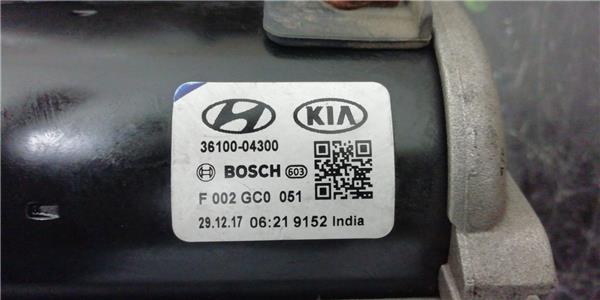 KIA
36100-04300
BOSCH 603
F 002 GC0 051
29.12.17 06:21 9152 India